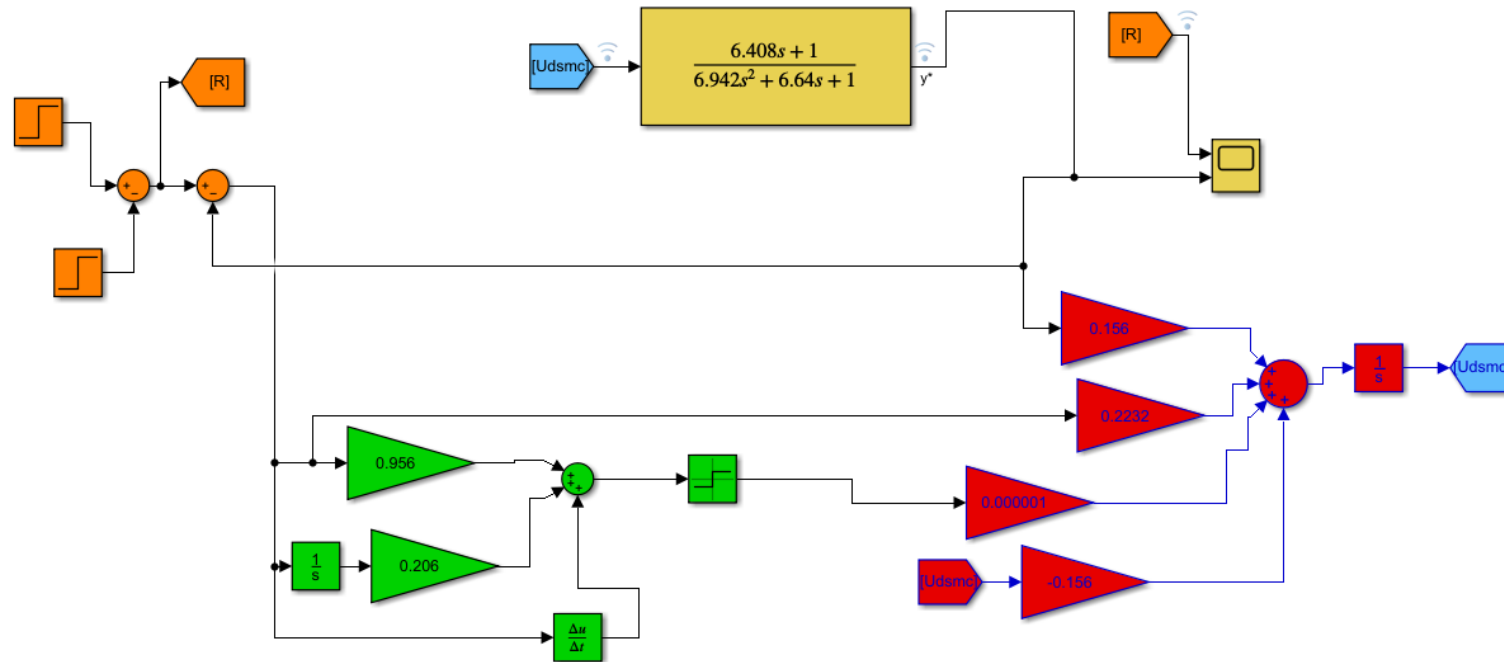 [R]
[Udsmc]
6.408s + 1
6.942s² + 6.64s + 1
y*
[R]
+
−
+
−
0.156
0.2232
0.956
+
+
+
0.000001
+
+
+
+
1
s
[Udsmc]
1
s
0.206
[Udsmc]
-0.156
Δu
Δt